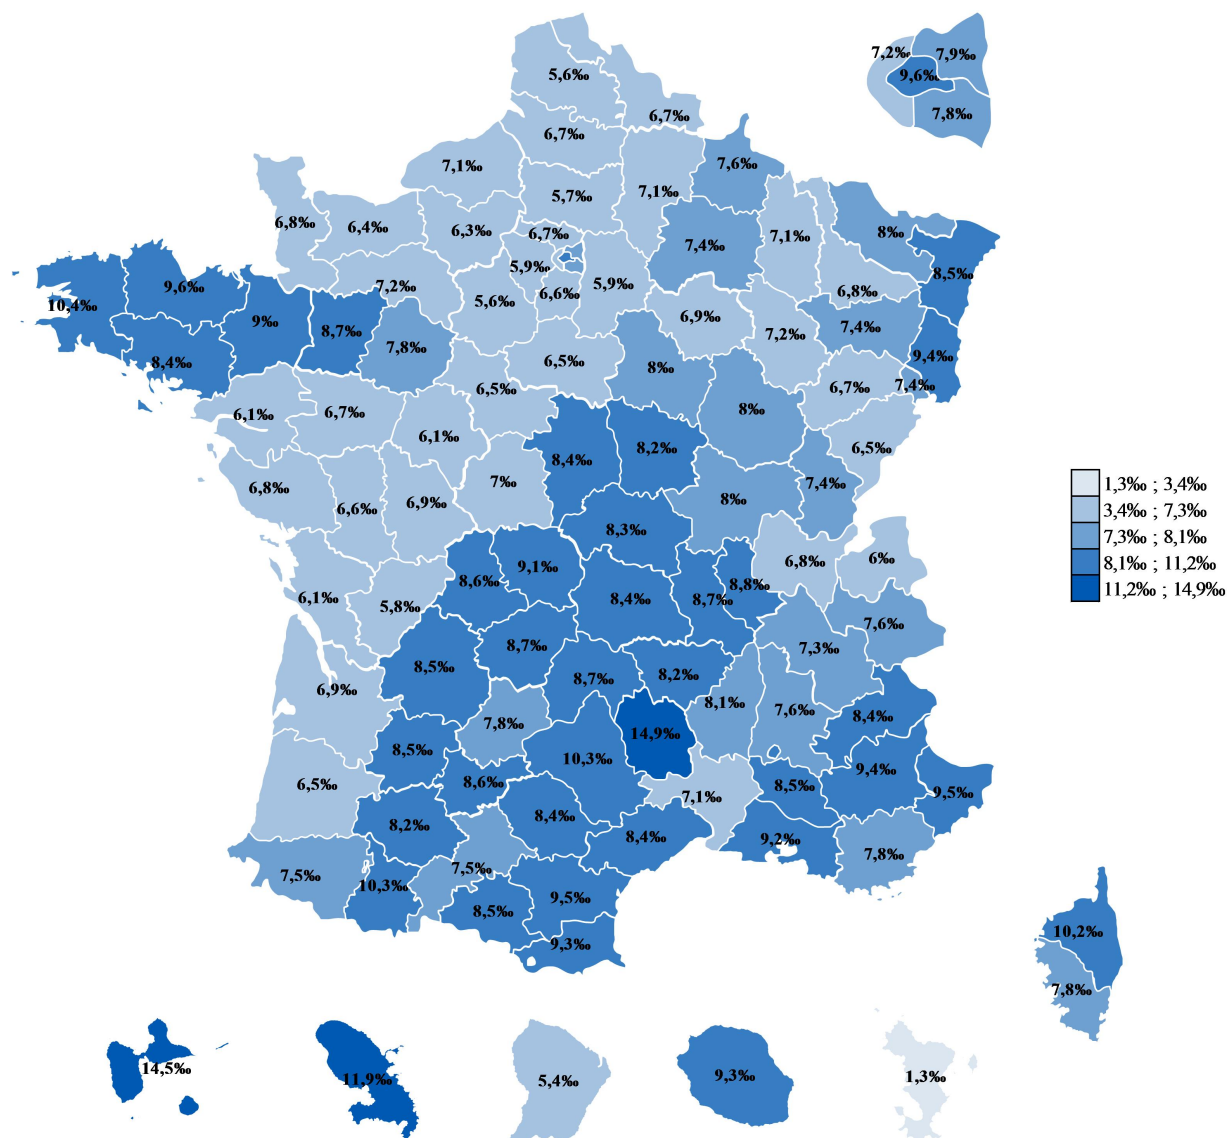 7,2‰ 7,9‰
5,6‰ 9,6‰
6,7‰ 7,8‰
6,7‰
7,1‰ 7,6‰
5,7‰ 7,1‰
6,8‰ 6,4‰ 6,3‰ 6,7‰ 7,4‰ 7,1‰ 8‰
5,9‰ 5,9‰ 8,5‰
9,6‰ 7,2‰ 5,6‰ 6,6‰ 6,8‰
10,4‰ 9‰ 8,7‰ 6,9‰ 7,2‰ 7,4‰
8,4‰ 7,8‰ 6,5‰ 8‰ 9,4‰
6,5‰ 6,7‰ 7,4‰
6,1‰ 6,7‰ 8‰
6,1‰ 8,4‰ 8,2‰ 6,5‰
6,8‰ 6,6‰ 6,9‰ 7‰ 8‰ 7,4‰
1,3‰ ; 3,4‰
3,4‰ ; 7,3‰
7,3‰ ; 8,1‰
8,1‰ ; 11,2‰
11,2‰ ; 14,9‰
8,3‰
8,6‰ 9,1‰ 6,8‰ 6‰
6,1‰ 5,8‰ 8,4‰ 8,7‰ 8,8‰
8,5‰ 8,7‰ 7,3‰ 7,6‰
6,9‰ 8,7‰ 8,2‰
7,8‰ 8,1‰ 7,6‰ 8,4‰
8,5‰ 10,3‰ 14,9‰
6,5‰ 8,6‰ 7,1‰ 8,5‰ 9,4‰ 9,5‰
8,2‰ 8,4‰ 8,4‰ 9,2‰
7,5‰ 10,3‰ 7,5‰ 7,8‰
8,5‰ 9,5‰
9,3‰ 10,2‰
7,8‰
14,5‰ 11,9‰ 5,4‰ 9,3‰ 1,3‰